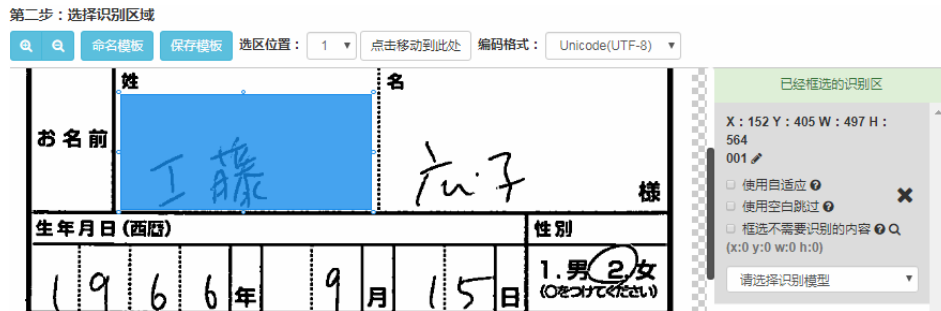 第二步：选择识别区域
命名模板 保存模板 选区位置： 1 点击移动到此处 编码格式： Unicode(UTF-8)
已经框选的识别区
X：152 Y：405 W：497 H：
564
001
使用自适应
使用空白跳过
框选不需要识别的内容
(x:0 y:0 w:0 h:0)
请选择识别模型
姓 名
お名前 工藤 広子 様
生年月日(西暦) 性別
1966年 9月 15日 1.男 2.女
(○をつけてください)